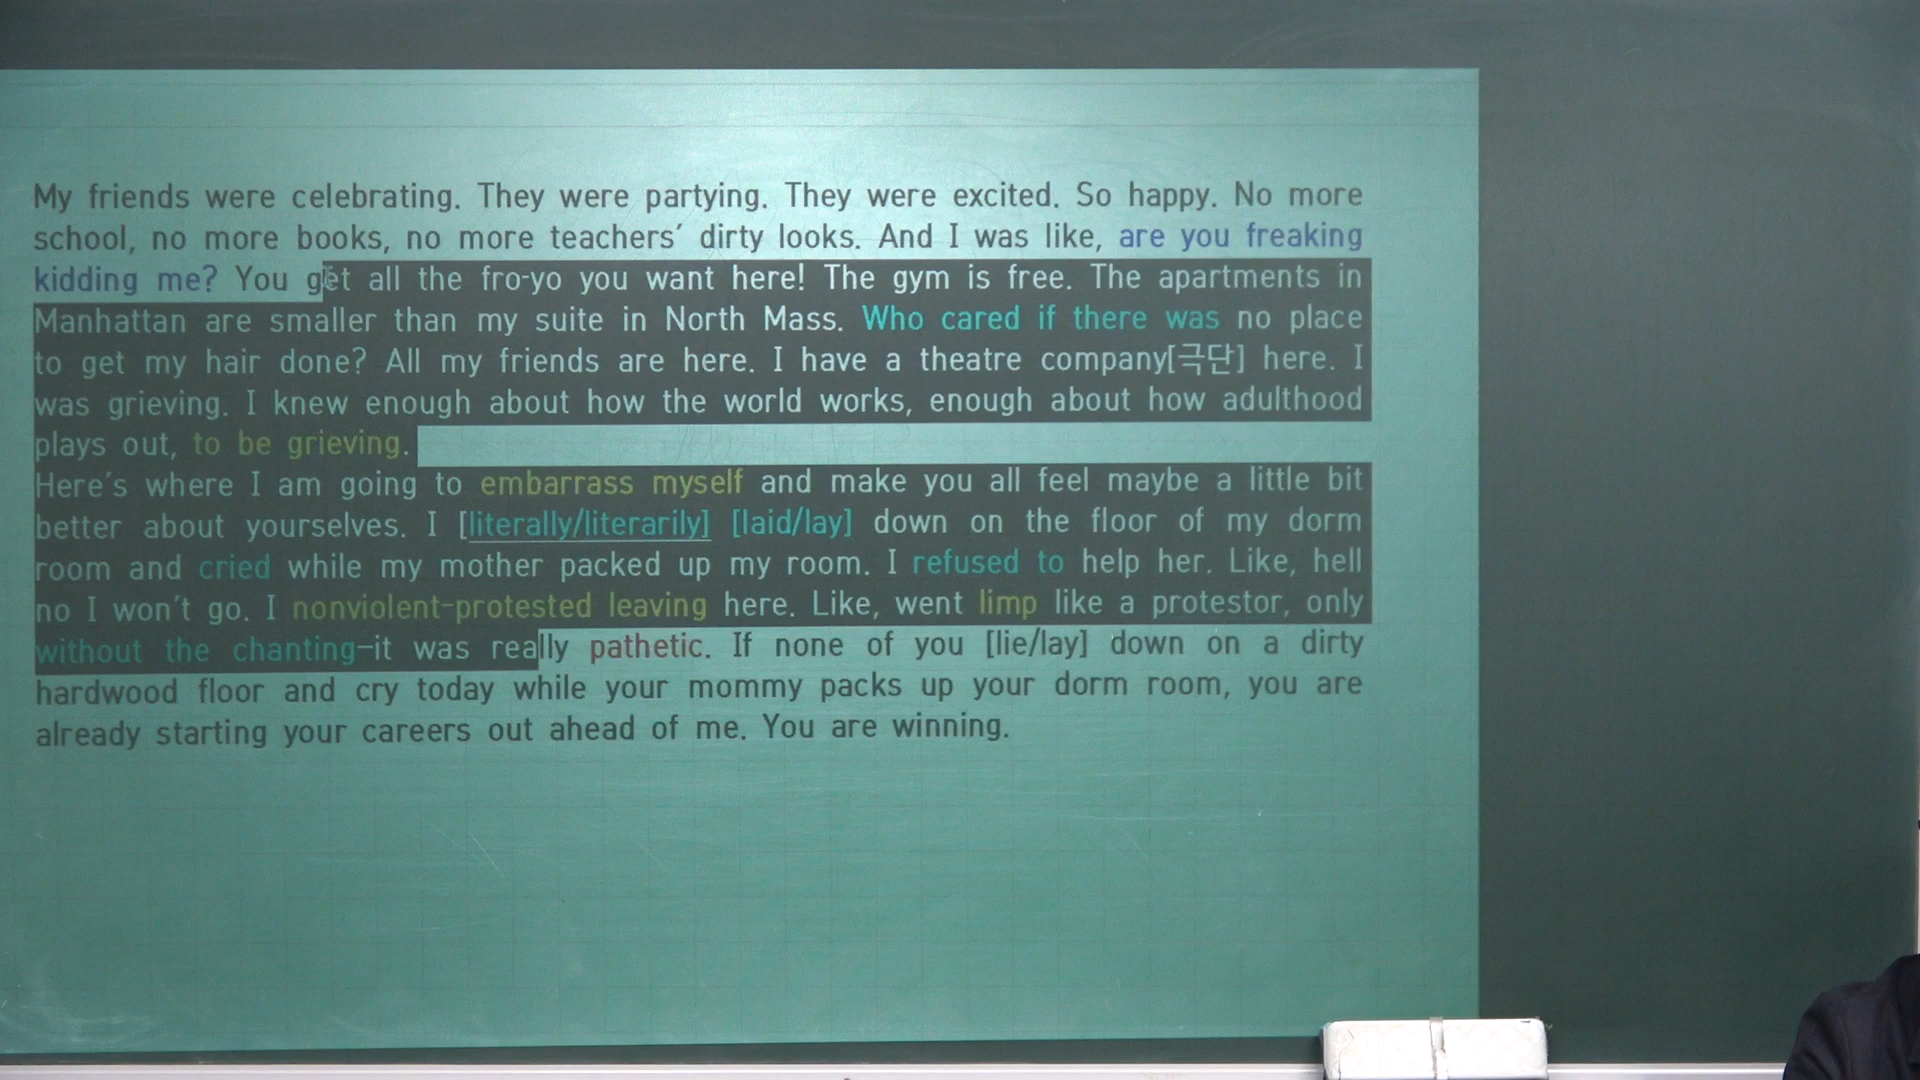 My friends were celebrating. They were partying. They were excited. So happy. No more
school, no more books, no more teachers' dirty looks. And I was like, are you freaking
kidding me? You get all the fro-yo you want here! The gym is free. The apartments in
Manhattan are smaller than my suite in North Mass. Who cared if there was no place
to get my hair done? All my friends are here. I have a theatre company[극단] here. I
was grieving. I knew enough about how the world works, enough about how adulthood
plays out, to be grieving.
Here's where I am going to embarrass myself and make you all feel maybe a little bit
better about yourselves. I [literally/literarily] [laid/lay] down on the floor of my dorm
room and cried while my mother packed up my room. I refused to help her. Like, hell
no I won't go. I nonviolent-protested leaving here. Like, went limp like a protestor, only
without the chanting—it was really pathetic. If none of you [lie/lay] down on a dirty
hardwood floor and cry today while your mommy packs up your dorm room, you are
already starting your careers out ahead of me. You are winning.